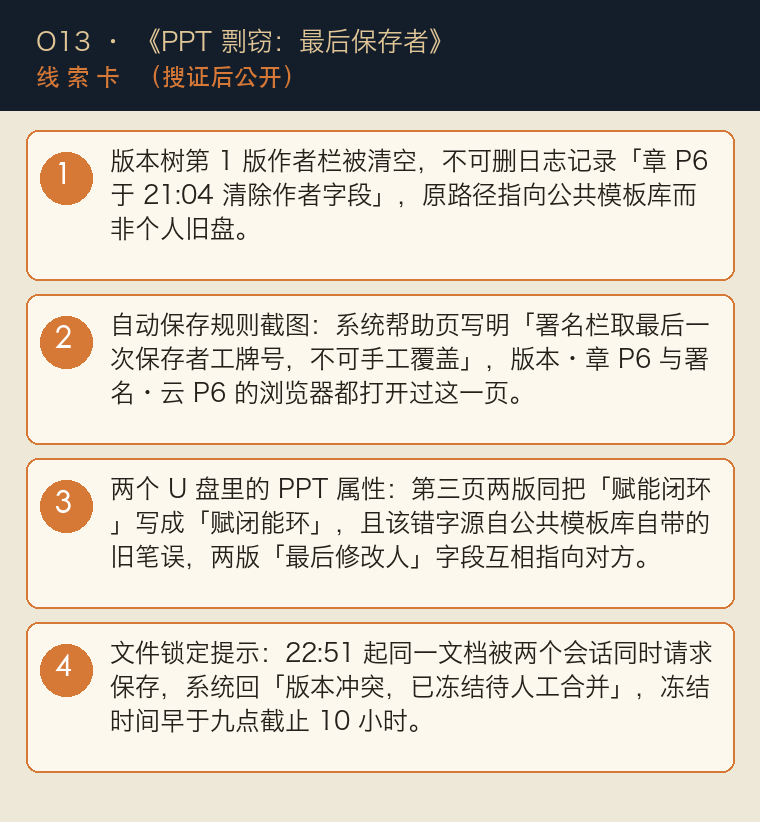 O13 · 《PPT 剽窃：最后保存者》
线 索 卡 （搜证后公开）
1
版本树第 1 版作者栏被清空，不可删日志记录「章 P6
于 21:04 清除作者字段」，原路径指向公共模板库而
非个人旧盘。
2
自动保存规则截图：系统帮助页写明「署名栏取最后一
次保存者工牌号，不可手工覆盖」，版本·章 P6 与署
名·云 P6 的浏览器都打开过这一页。
3
两个 U 盘里的 PPT 属性：第三页两版同把「赋能闭环
」写成「赋闭能环」，且该错字源自公共模板库自带的
旧笔误，两版「最后修改人」字段互相指向对方。
4
文件锁定提示：22:51 起同一文档被两个会话同时请求
保存，系统回「版本冲突，已冻结待人工合并」，冻结
时间早于九点截止 10 小时。